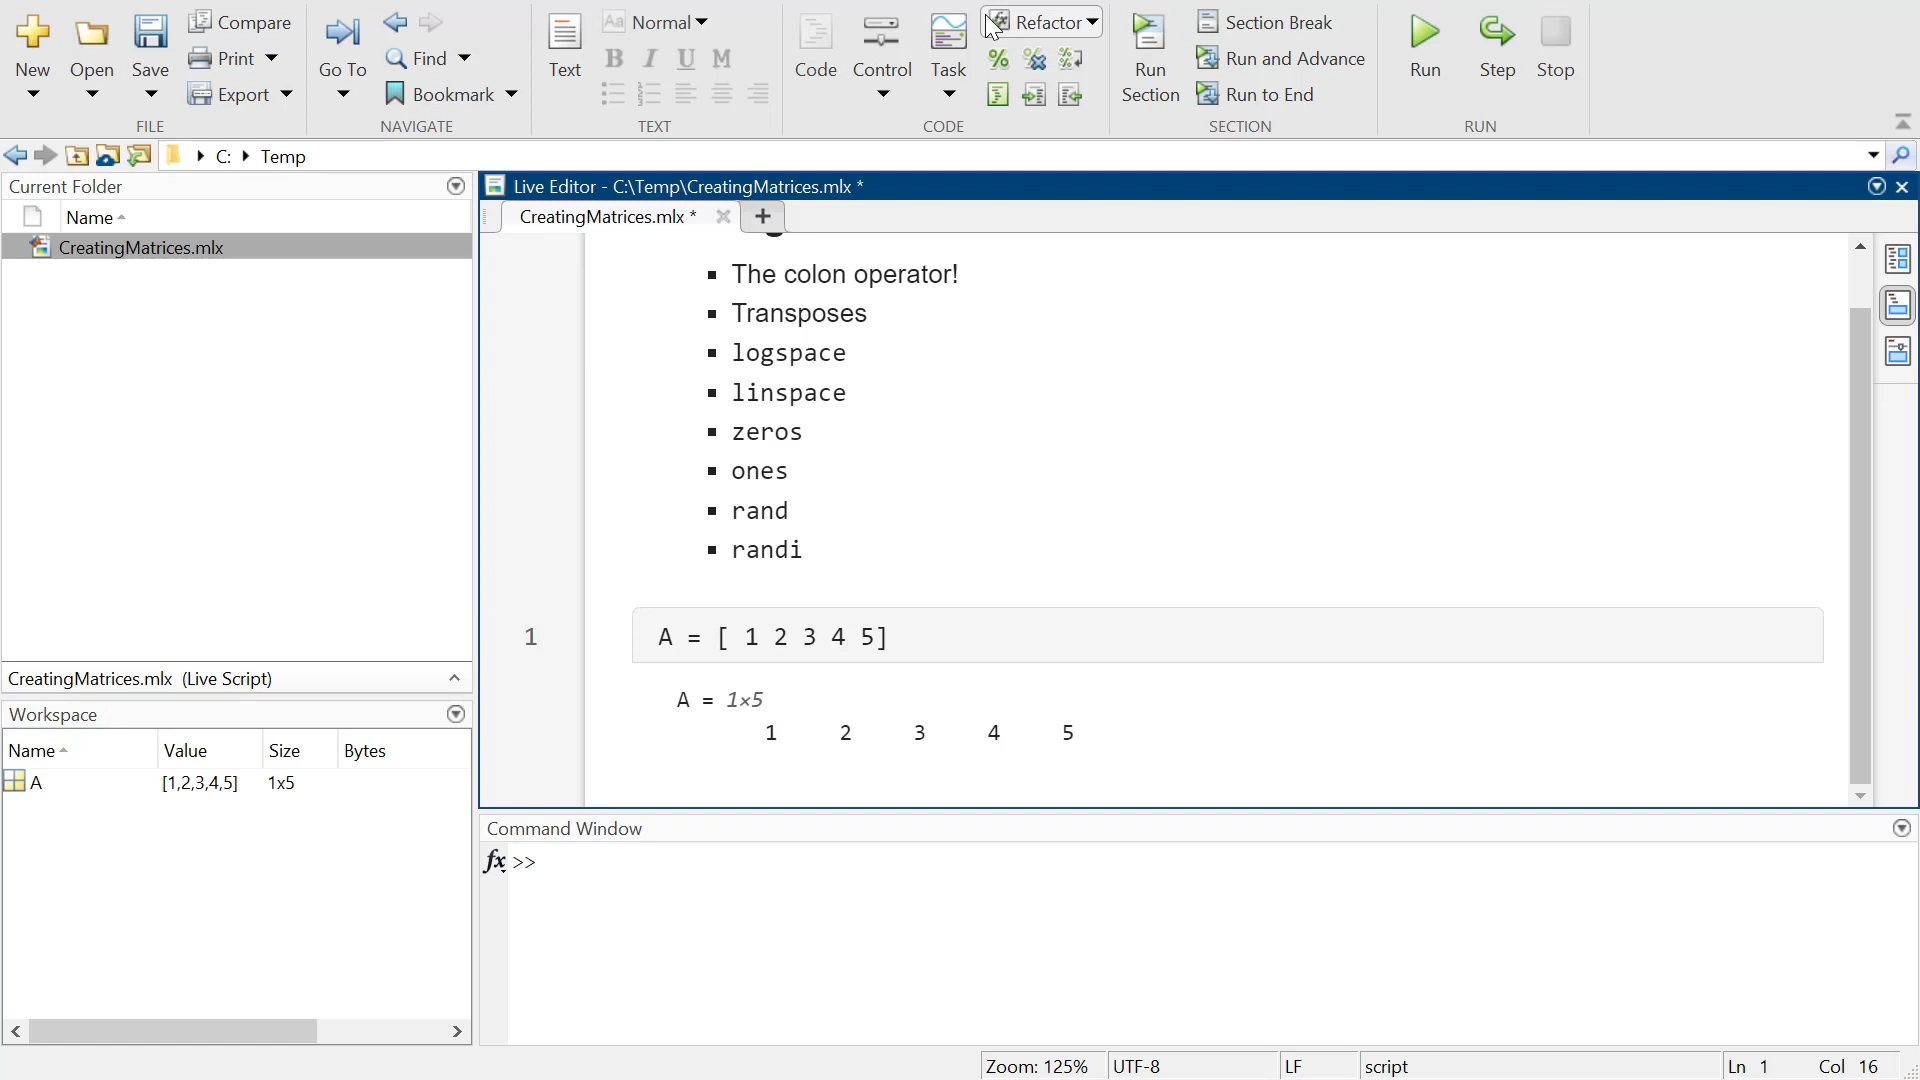 New
Open
Save
Compare
Print
Export
FILE
Go To
Find
Bookmark
NAVIGATE
Text
Aa Normal
B I U M
TEXT
Code
Control
Task
Refactor
CODE
Run
Section
Section Break
Run and Advance
Run to End
SECTION
Run
Step
Stop
RUN
C: Temp
Current Folder
Name
CreatingMatrices.mlx
CreatingMatrices.mlx (Live Script)
Workspace
Name Value Size Bytes
A [1,2,3,4,5] 1x5
Live Editor - C:\Temp\CreatingMatrices.mlx *
CreatingMatrices.mlx *
The colon operator!
Transposes
logspace
linspace
zeros
ones
rand
randi
1 A = [ 1 2 3 4 5]
A = 1×5
1 2 3 4 5
Command Window
fx >>
Zoom: 125% UTF-8 LF script Ln 1 Col 16